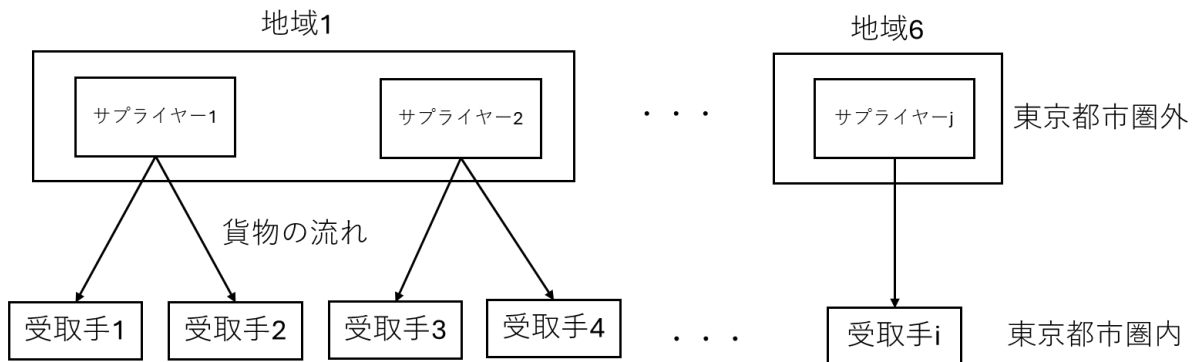 地域1
地域6
サプライヤー1
サプライヤー2
・・・
サプライヤーj
東京都市圏外
貨物の流れ
受取手1
受取手2
受取手3
受取手4
・・・
受取手i
東京都市圏内